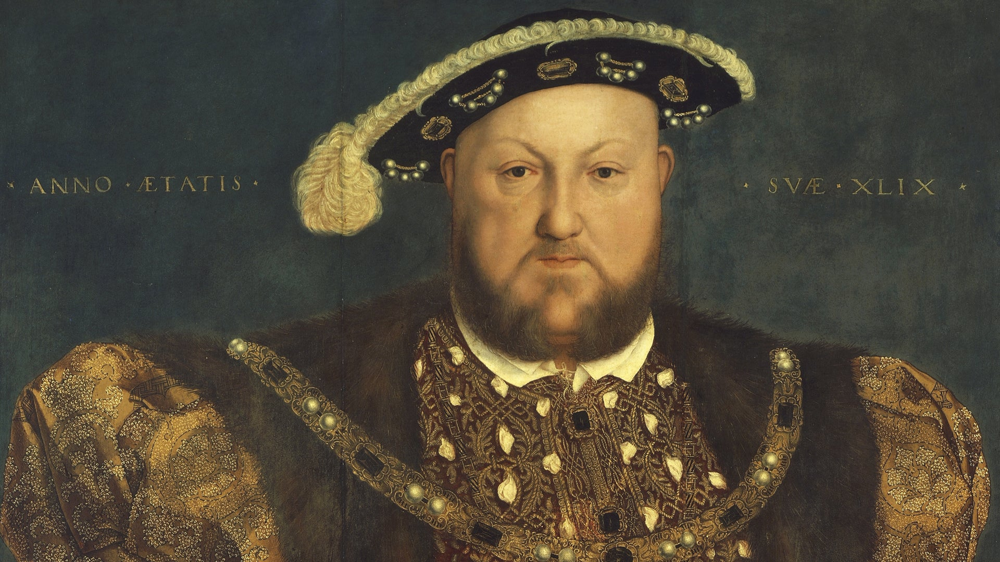 ANNO · ÆTATIS · · SVÆ · XLIX